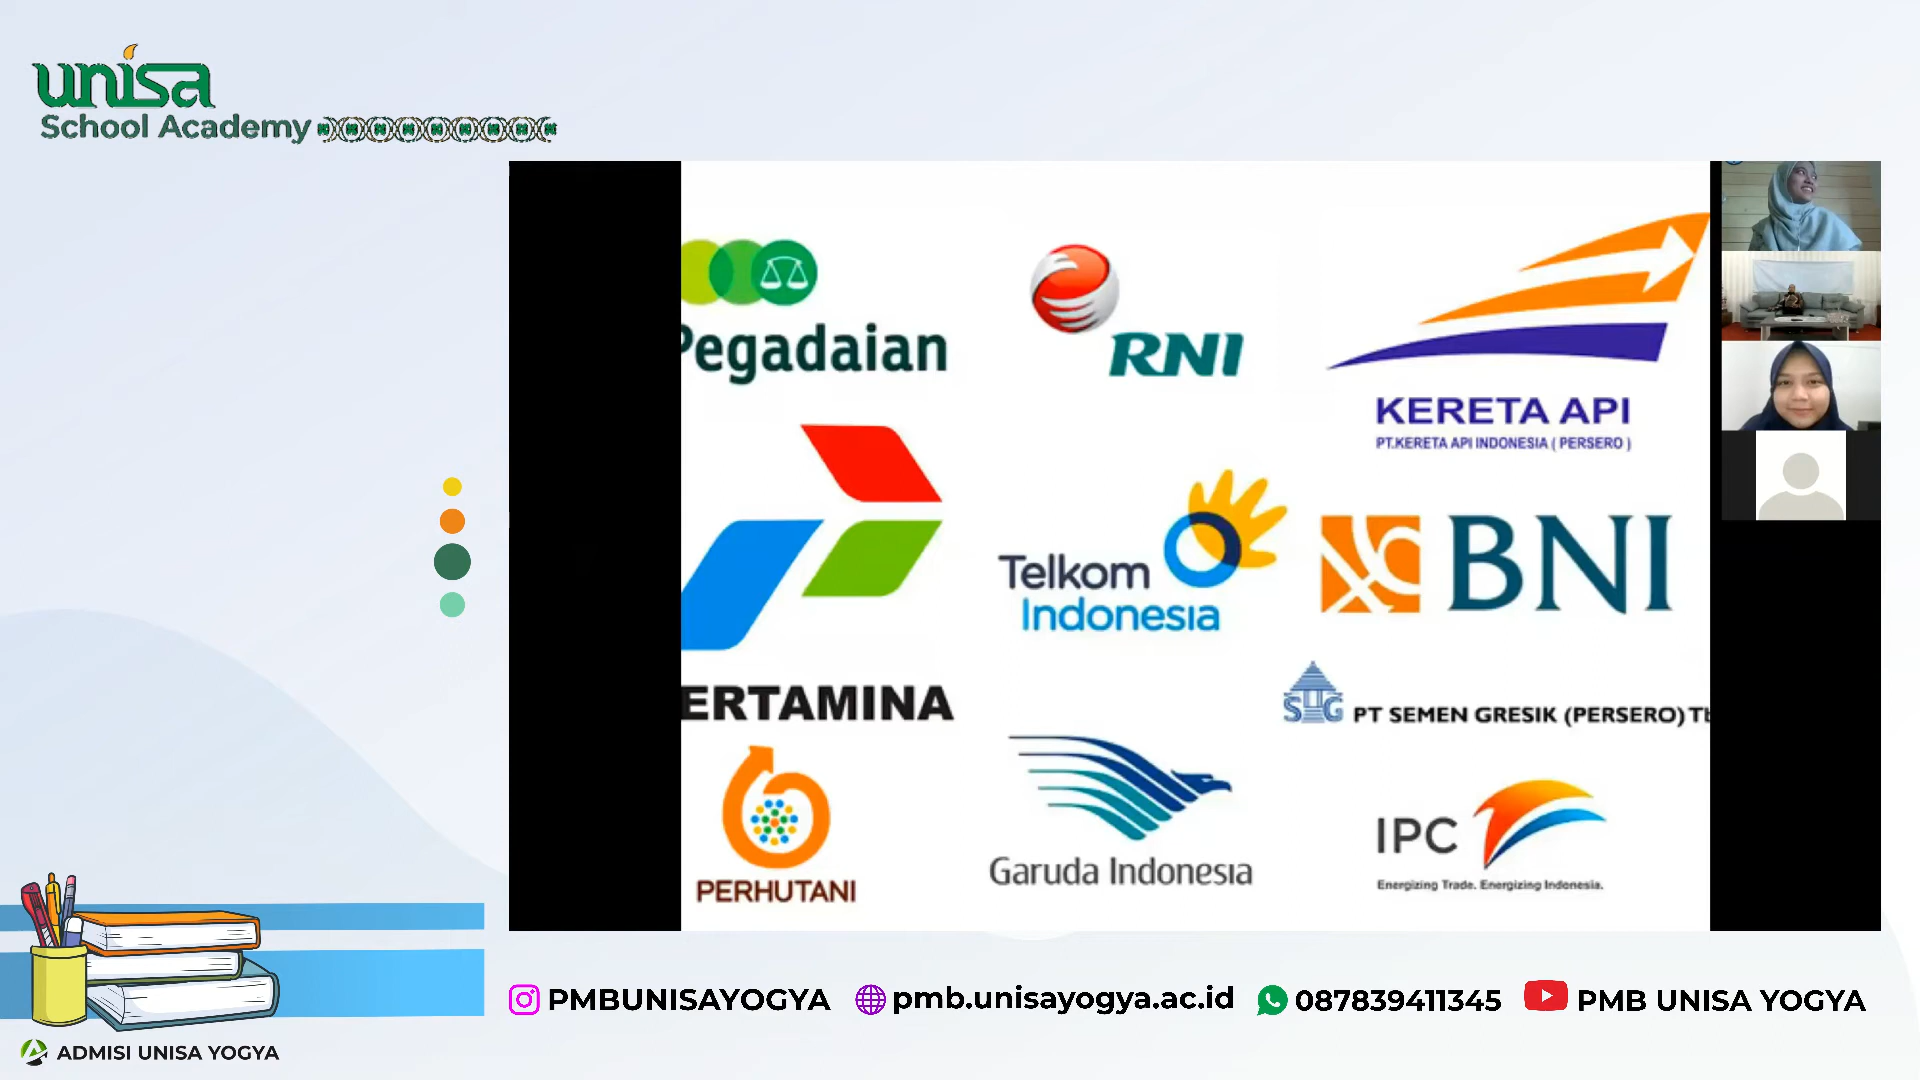 unisa
School Academy
Pegadaian
RNI
KERETA API
PT.KERETA API INDONESIA ( PERSERO )
ERTAMINA
Telkom
Indonesia
BNI
SG
PT SEMEN GRESIK (PERSERO) Tb
PERHUTANI
Garuda Indonesia
IPC
Energizing Trade. Energizing Indonesia.
PMBUNISAYOGYA
pmb.unisayogya.ac.id
087839411345
PMB UNISA YOGYA
ADMISI UNISA YOGYA